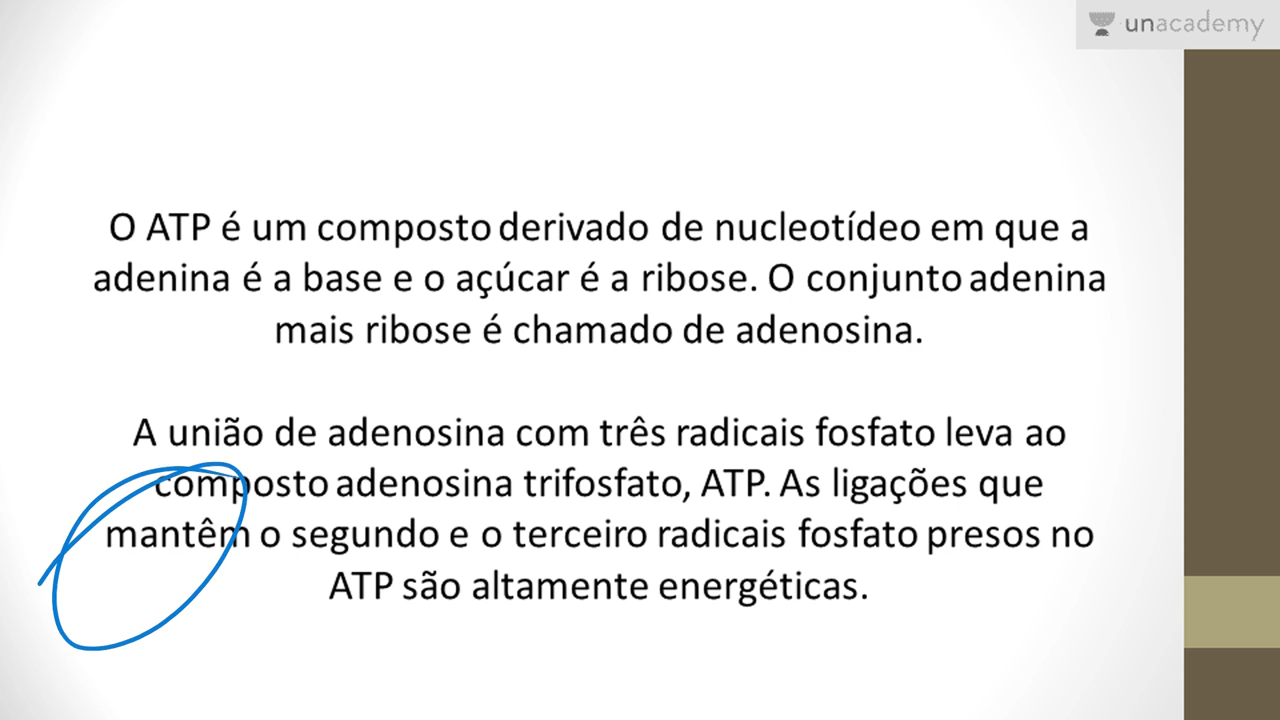 unacademy
O ATP é um composto derivado de nucleotídeo em que a
adenina é a base e o açúcar é a ribose. O conjunto adenina
mais ribose é chamado de adenosina.
A união de adenosina com três radicais fosfato leva ao
composto adenosina trifosfato, ATP. As ligações que
mantêm o segundo e o terceiro radicais fosfato presos no
ATP são altamente energéticas.